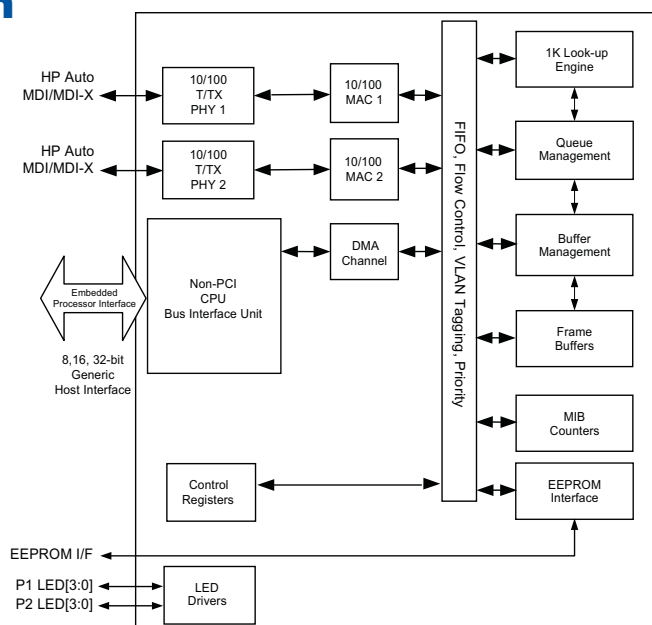 HP Auto
MDI/MDI-X
10/100
T/TX
PHY 1
10/100
MAC 1
1K Look-up
Engine
HP Auto
MDI/MDI-X
10/100
T/TX
PHY 2
10/100
MAC 2
FIFO, Flow Control, VLAN Tagging, Priority
Queue
Management
Embedded
Processor Interface
8,16, 32-bit
Generic
Host Interface
Non-PCI
CPU
Bus Interface Unit
DMA
Channel
Buffer
Management
Frame
Buffers
MIB
Counters
Control
Registers
EEPROM
Interface
EEPROM I/F
P1 LED[3:0]
P2 LED[3:0]
LED
Drivers